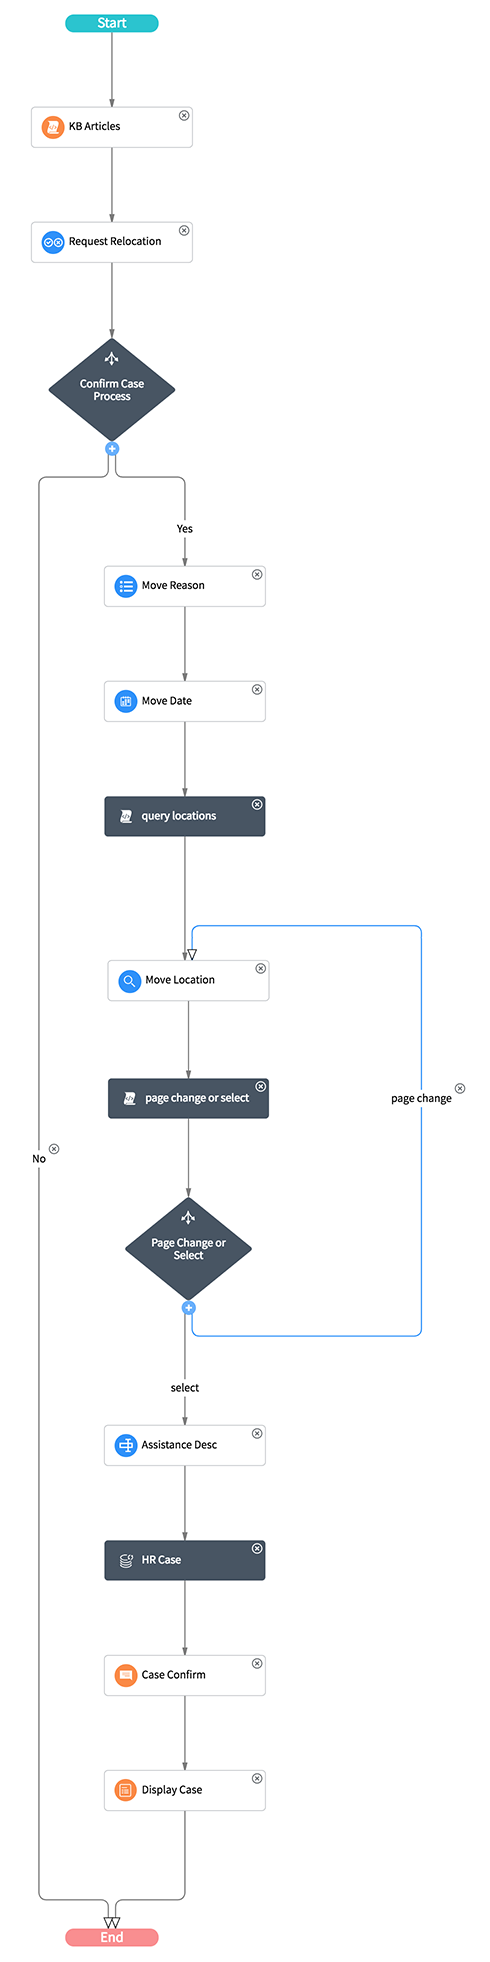 Start
KB Articles
Request Relocation
Confirm Case
Process
Yes
Move Reason
Move Date
query locations
Move Location
page change or select
page change
No
Page Change or
Select
select
Assistance Desc
HR Case
Case Confirm
Display Case
End